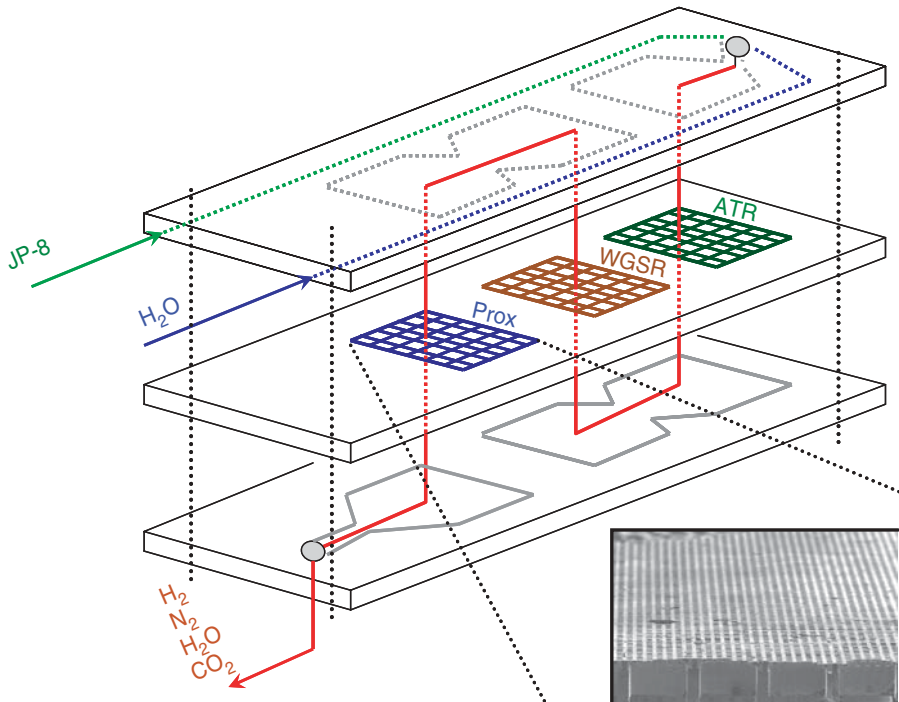 JP-8
H₂O
ATR
WGSR
Prox
H₂
N₂
H₂O
CO₂